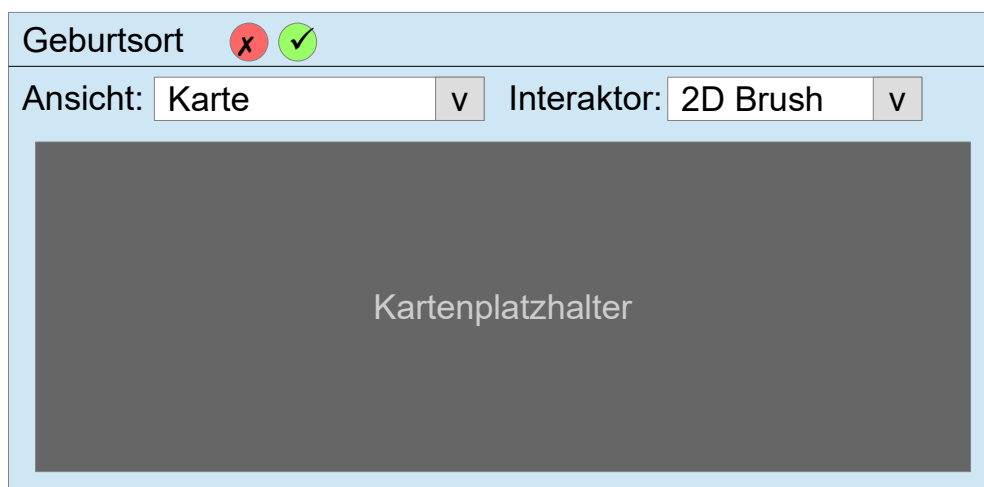 Geburtsort ✗ ✓
Ansicht: Karte v Interaktor: 2D Brush v
Kartenplatzhalter